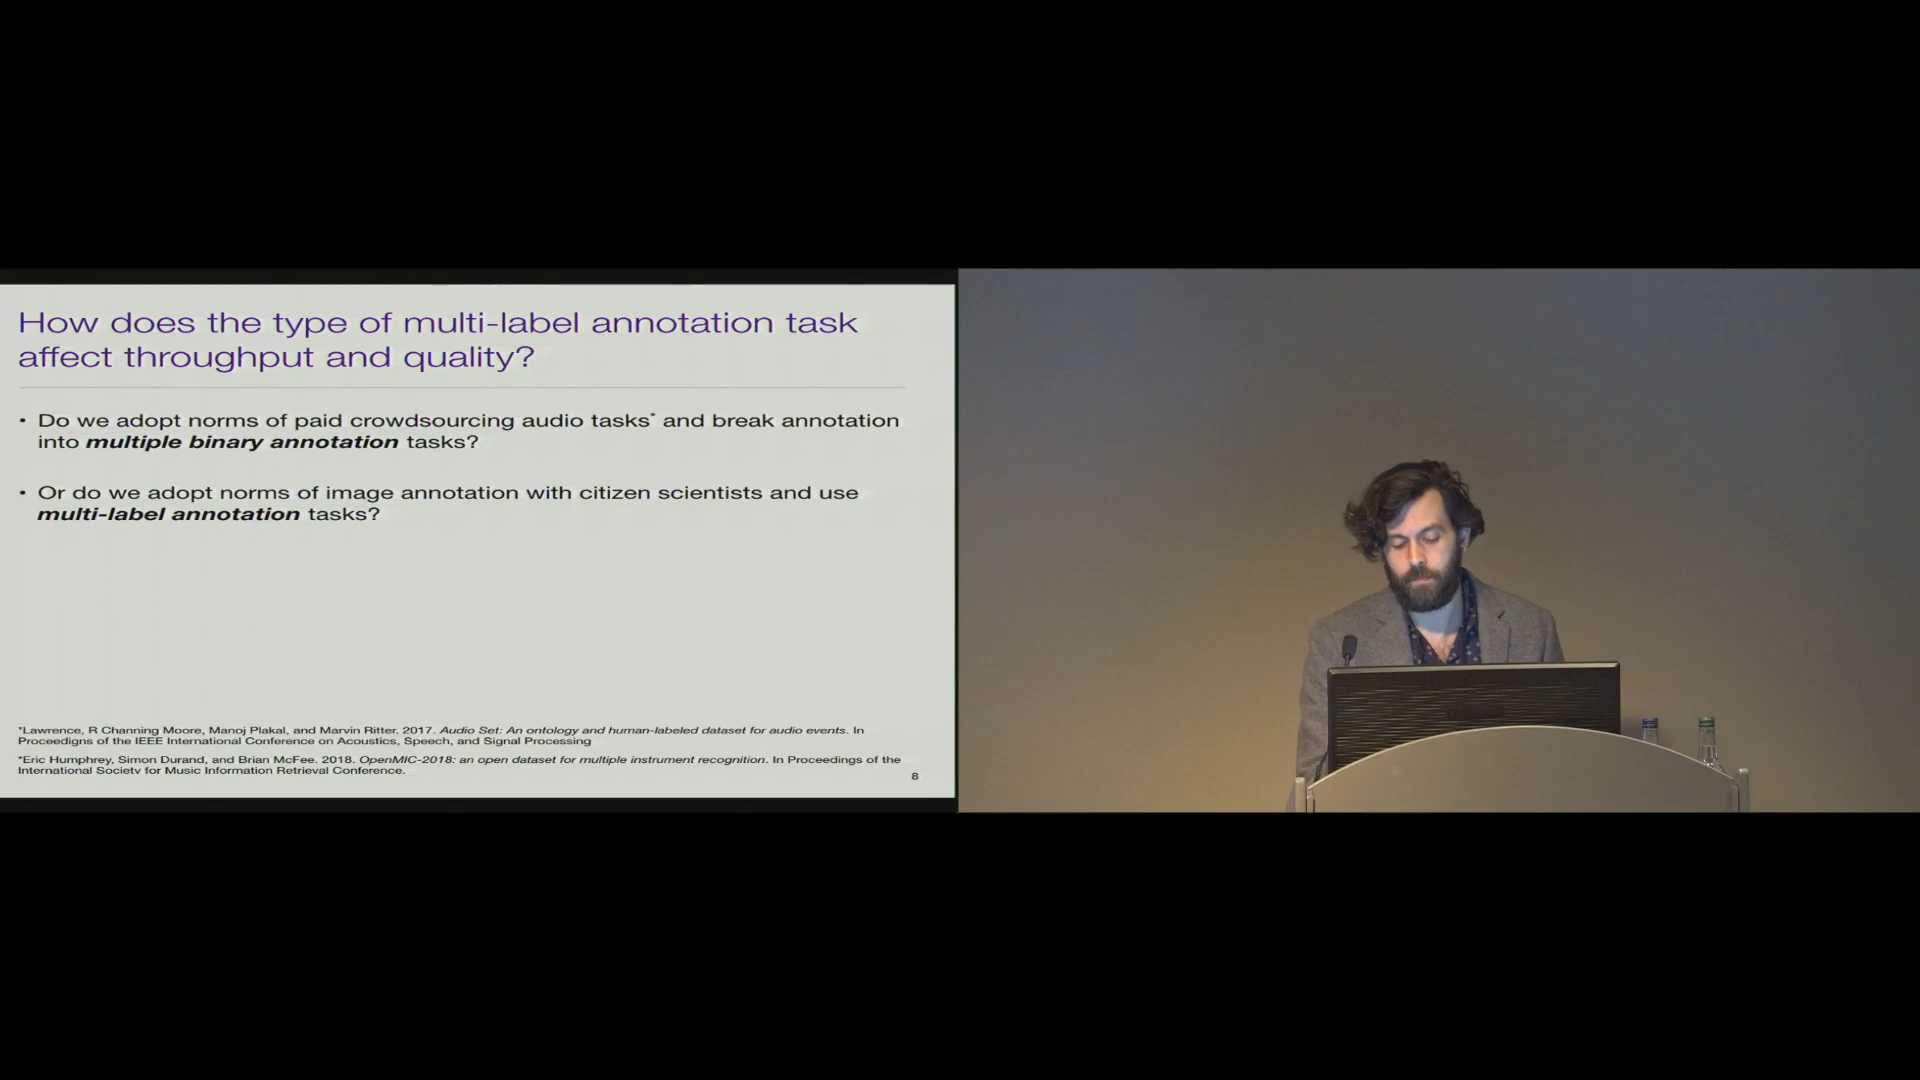 How does the type of multi-label annotation task
affect throughput and quality?
• Do we adopt norms of paid crowdsourcing audio tasks* and break annotation
into multiple binary annotation tasks?
• Or do we adopt norms of image annotation with citizen scientists and use
multi-label annotation tasks?
*Lawrence, R Channing Moore, Manoj Plakal, and Marvin Ritter. 2017. Audio Set: An ontology and human-labeled dataset for audio events. In
Proceedigns of the IEEE International Conference on Acoustics, Speech, and Signal Processing
*Eric Humphrey, Simon Durand, and Brian McFee. 2018. OpenMIC-2018: an open dataset for multiple instrument recognition. In Proceedings of the
International Society for Music Information Retrieval Conference.
8